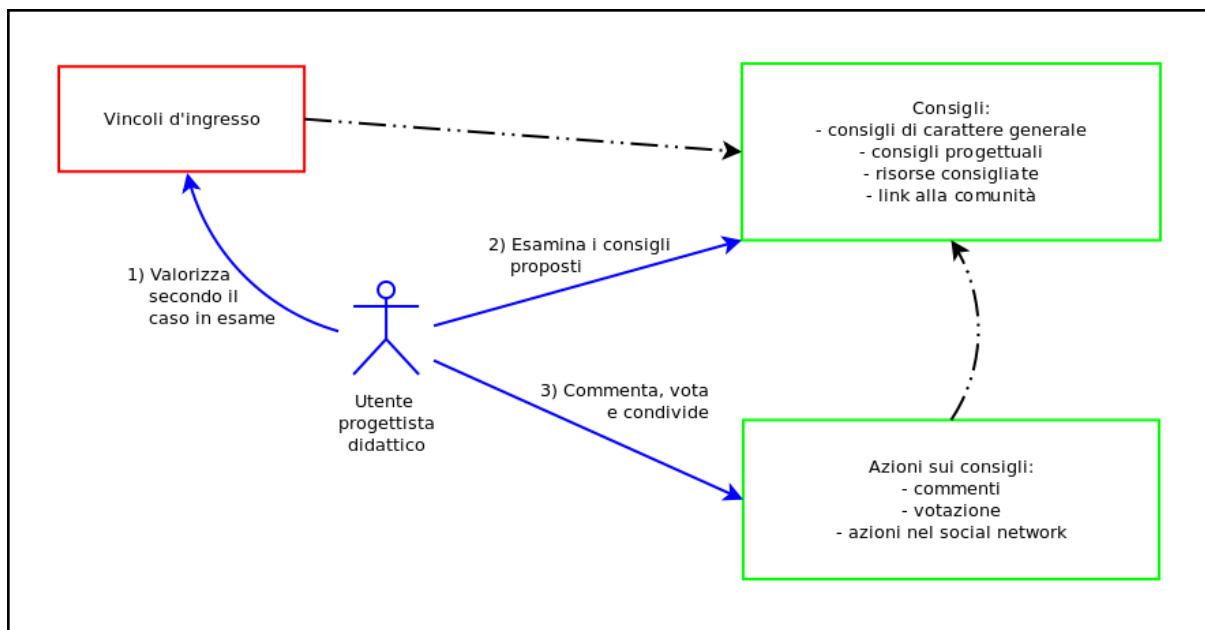 Vincoli d'ingresso
Consigli:
- consigli di carattere generale
- consigli progettuali
- risorse consigliate
- link alla comunità
1) Valorizza
secondo il
caso in esame
2) Esamina i consigli
proposti
Utente
progettista
didattico
3) Commenta, vota
e condivide
Azioni sui consigli:
- commenti
- votazione
- azioni nel social network